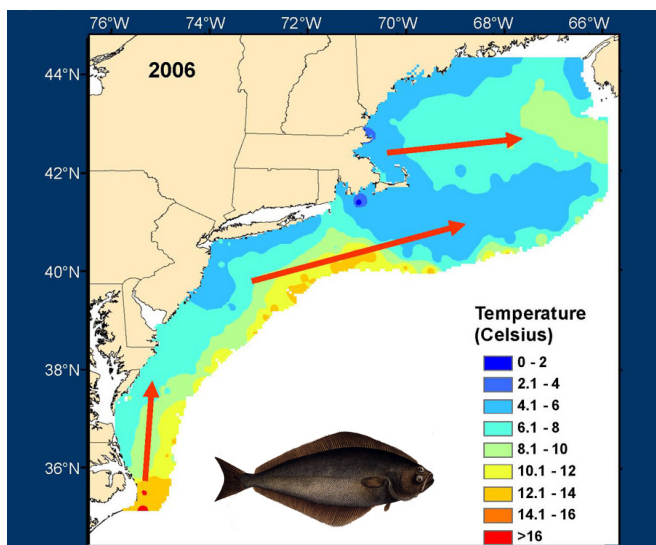 76°W 74°W 72°W 70°W 68°W 66°W
44°N
2006
42°N
40°N
38°N
36°N
Temperature
(Celsius)
0 - 2
2.1 - 4
4.1 - 6
6.1 - 8
8.1 - 10
10.1 - 12
12.1 - 14
14.1 - 16
>16